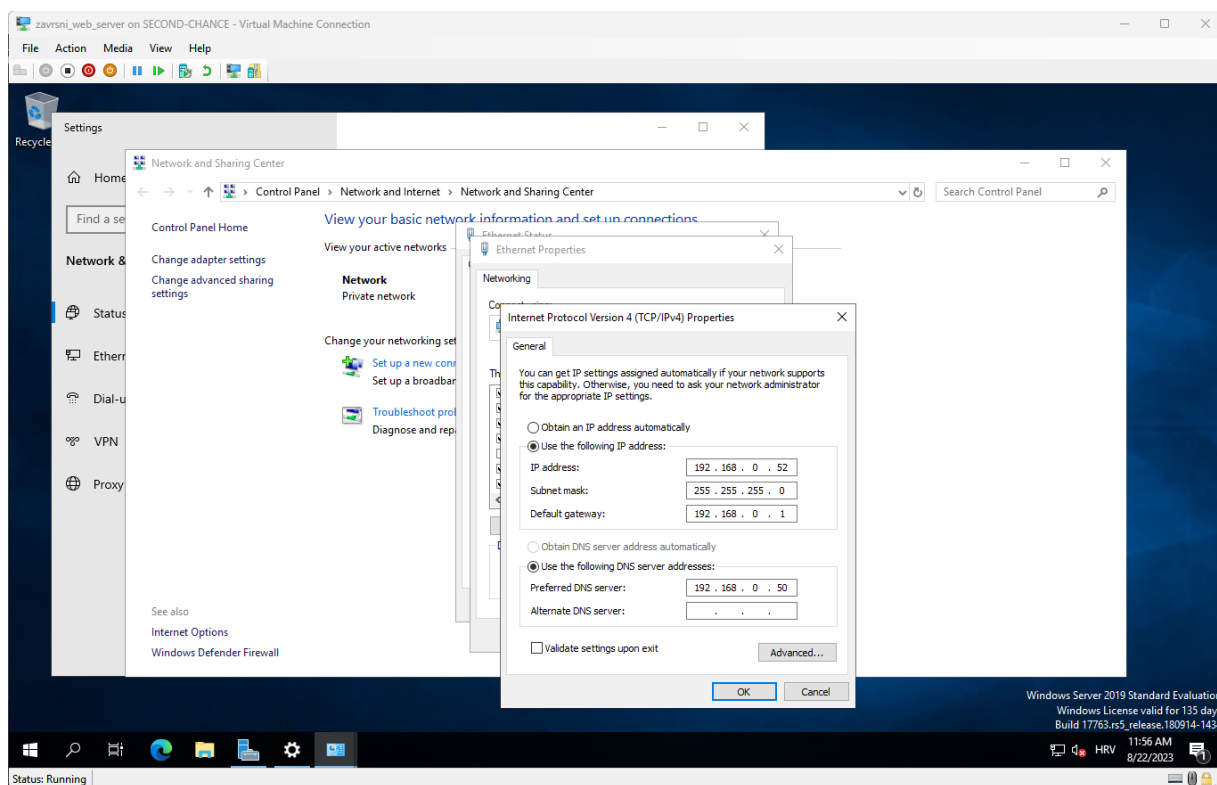 zavrsni_web_server on SECOND-CHANCE - Virtual Machine Connection
File Action Media View Help
Recycle
Settings
Home
Find a se
Network &
Status
Ethern
Dial-u
VPN
Proxy
Network and Sharing Center
Control Panel > Network and Internet > Network and Sharing Center
Search Control Panel
Control Panel Home
Change adapter settings
Change advanced sharing
settings
See also
Internet Options
Windows Defender Firewall
View your basic network information and set up connections
View your active networks
Network
Private network
Change your networking set
Set up a new conn
Set up a broadban
Troubleshoot prob
Diagnose and repa
Ethernet Status
Ethernet Properties
Networking
Connect using:
Th
Internet Protocol Version 4 (TCP/IPv4) Properties
General
You can get IP settings assigned automatically if your network supports
this capability. Otherwise, you need to ask your network administrator
for the appropriate IP settings.
Obtain an IP address automatically
Use the following IP address:
IP address: 192 . 168 . 0 . 52
Subnet mask: 255 . 255 . 255 . 0
Default gateway: 192 . 168 . 0 . 1
Obtain DNS server address automatically
Use the following DNS server addresses:
Preferred DNS server: 192 . 168 . 0 . 50
Alternate DNS server: . . .
Validate settings upon exit
Advanced...
OK Cancel
Windows Server 2019 Standard Evaluation
Windows License valid for 135 day
Build 17763.rs5_release.180914-143
HRV
11:56 AM
8/22/2023
1
Status: Running